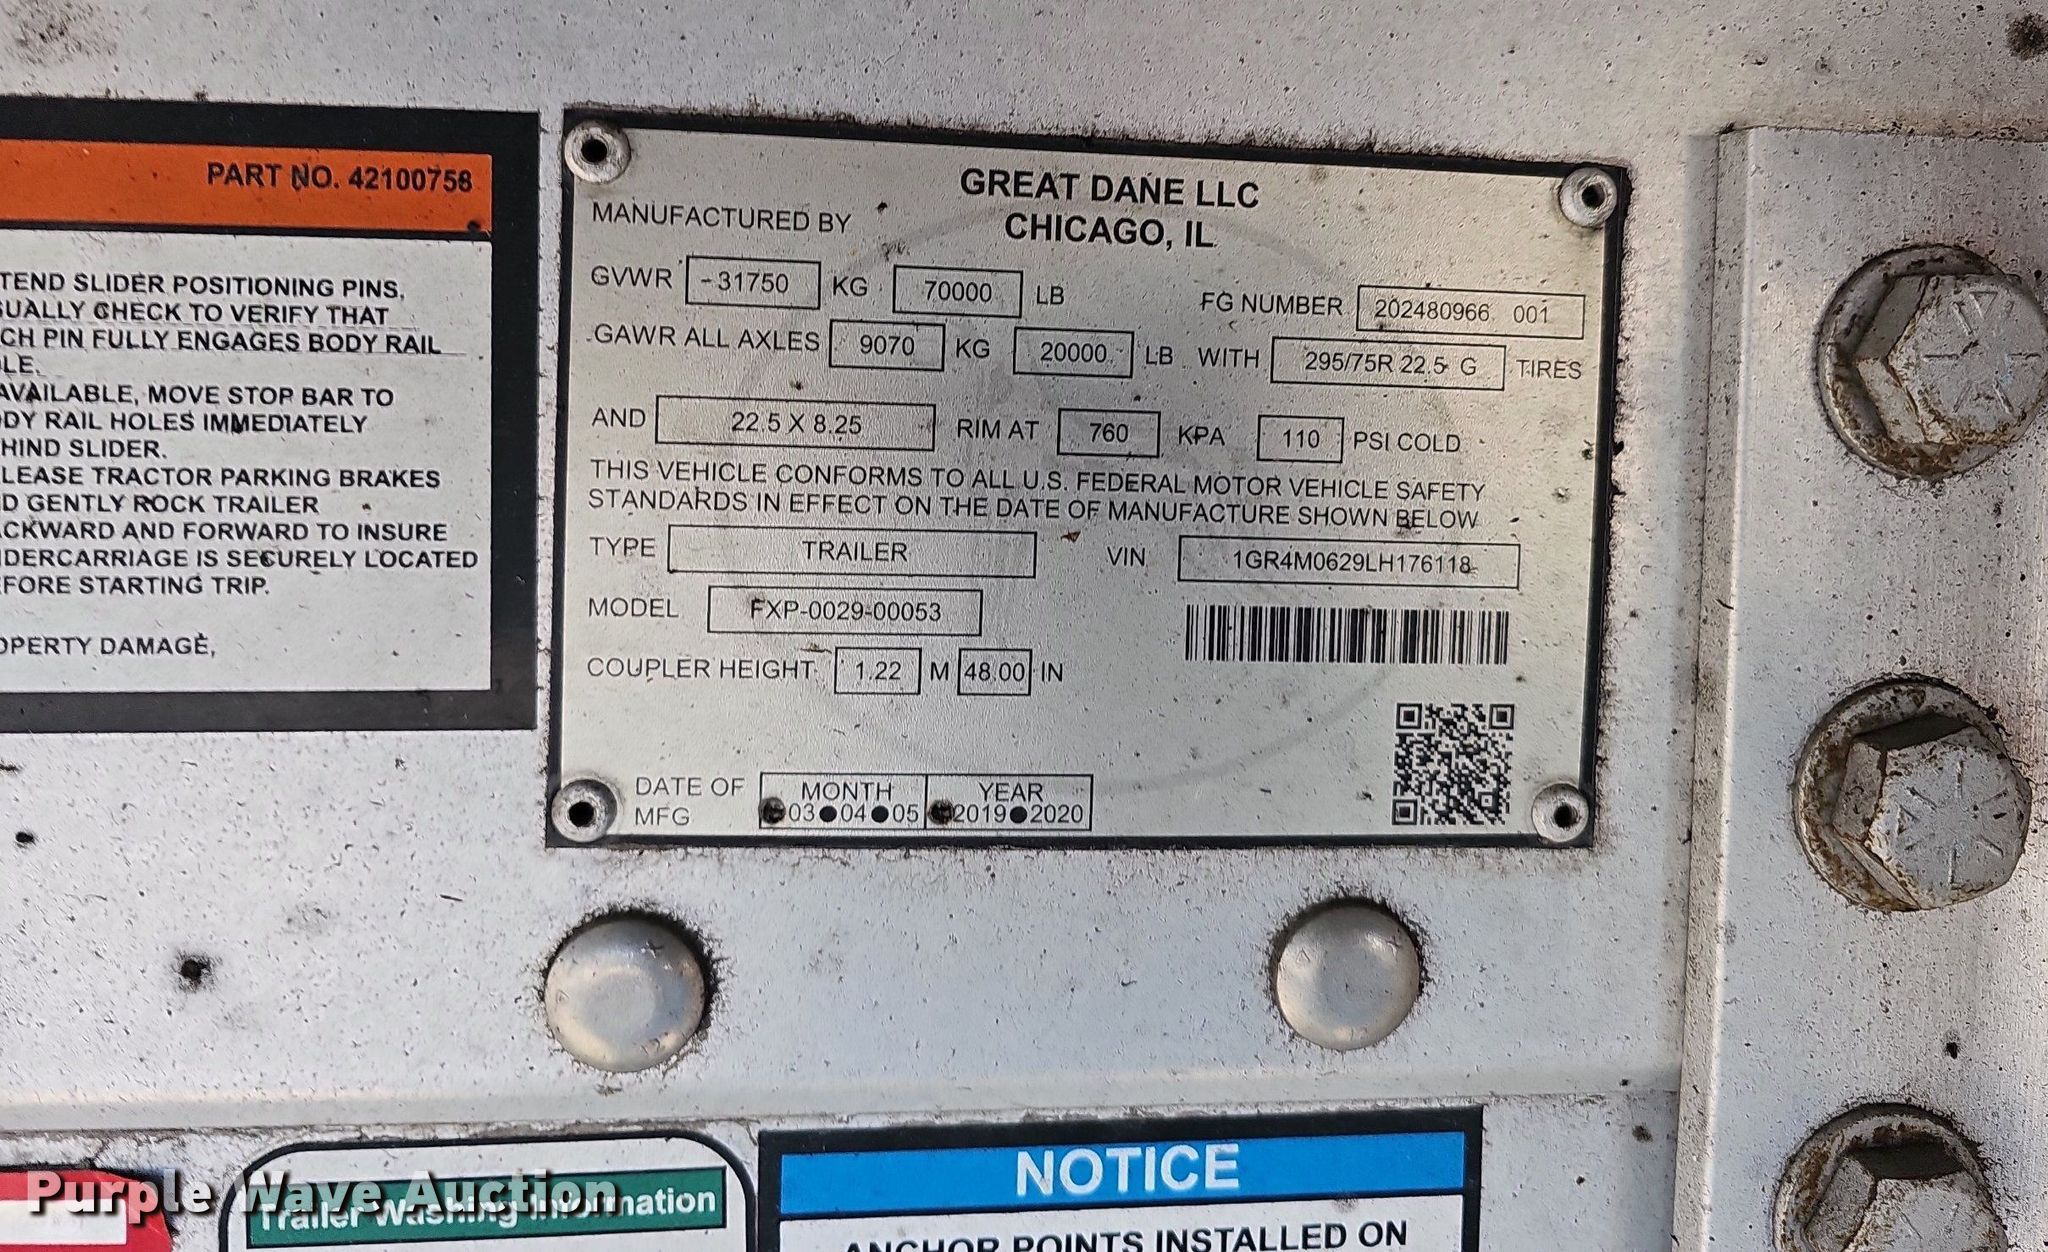 PART NO. 42100758
TEND SLIDER POSITIONING PINS,
UALLY CHECK TO VERIFY THAT
CH PIN FULLY ENGAGES BODY RAIL
LE.
AVAILABLE, MOVE STOP BAR TO
DY RAIL HOLES IMMEDIATELY
HIND SLIDER.
LEASE TRACTOR PARKING BRAKES
D GENTLY ROCK TRAILER
CKWARD AND FORWARD TO INSURE
DERCARRIAGE IS SECURELY LOCATED
FORE STARTING TRIP.
OPERTY DAMAGE,
GREAT DANE LLC
MANUFACTURED BY CHICAGO, IL
GVWR 31750 KG 70000 LB FG NUMBER 202480966 001
GAWR ALL AXLES 9070 KG 20000 LB WITH 295/75R 22.5 G TIRES
AND 22.5 X 8.25 RIM AT 760 KPA 110 PSI COLD
THIS VEHICLE CONFORMS TO ALL U.S. FEDERAL MOTOR VEHICLE SAFETY
STANDARDS IN EFFECT ON THE DATE OF MANUFACTURE SHOWN BELOW
TYPE TRAILER VIN 1GR4M0629LH176118
MODEL FXP-0029-00053
COUPLER HEIGHT 1.22 M 48.00 IN
DATE OF MONTH YEAR
MFG 03 04 05 2019 2020
Trailer Washing Information
NOTICE
ANCHOR POINTS INSTALLED ON
Purple Wave Auction